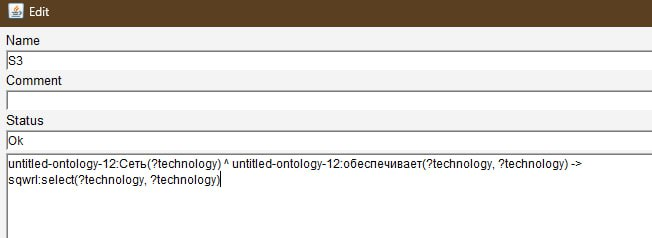 Edit
Name
S3
Comment
Status
Ok
untitled-ontology-12:Сеть(?technology) ^ untitled-ontology-12:обеспечивает(?technology, ?technology) ->
sqwrl:select(?technology, ?technology)